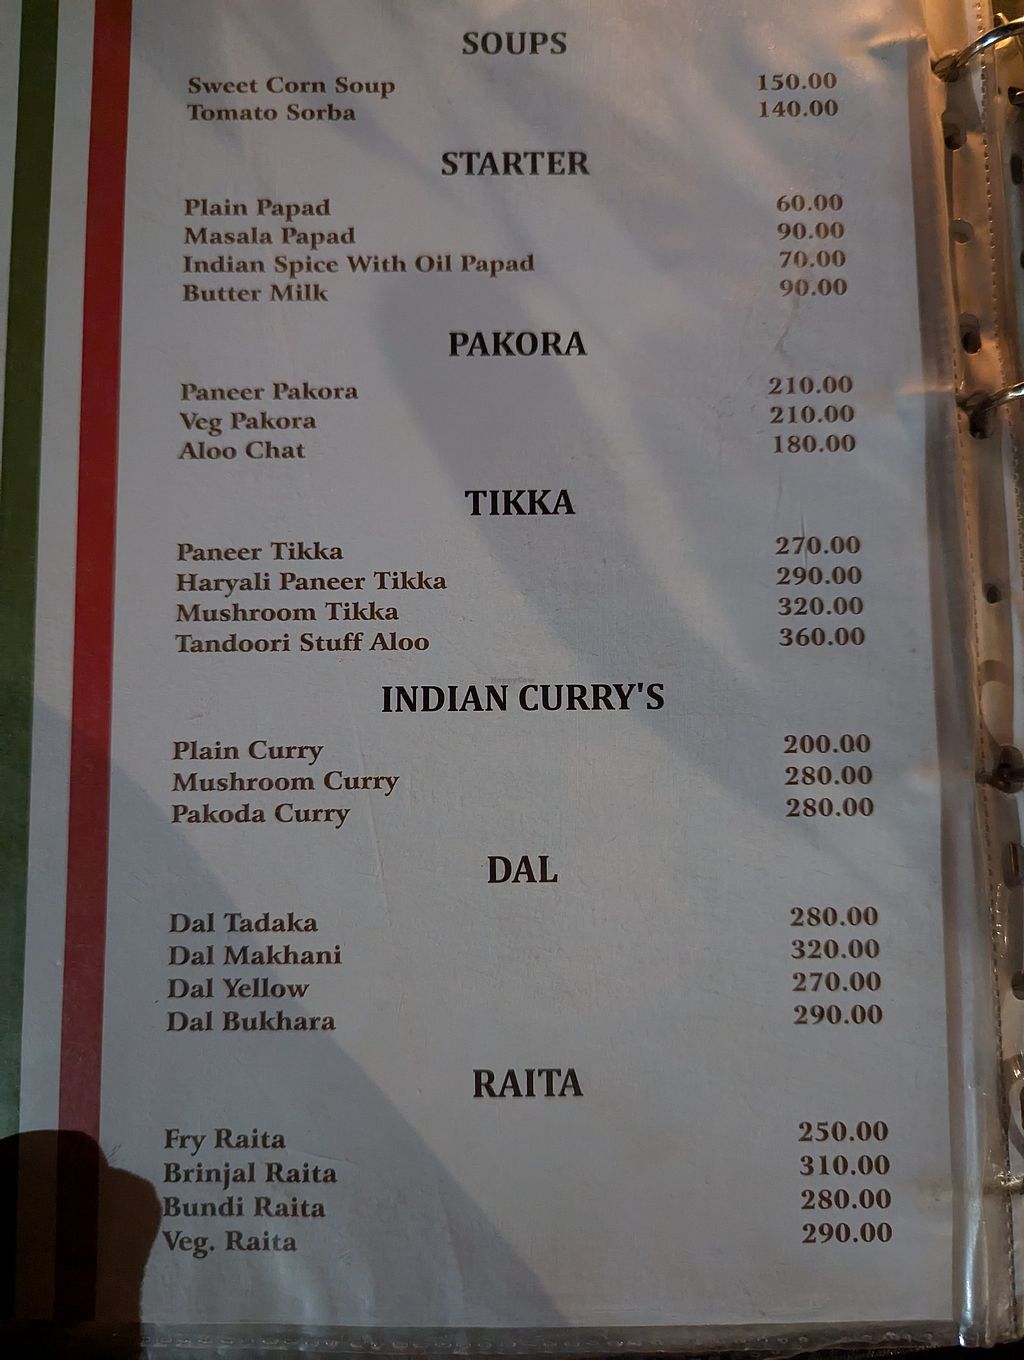 SOUPS
Sweet Corn Soup 150.00
Tomato Sorba 140.00
STARTER
Plain Papad 60.00
Masala Papad 90.00
Indian Spice With Oil Papad 70.00
Butter Milk 90.00
PAKORA
Paneer Pakora 210.00
Veg Pakora 210.00
Aloo Chat 180.00
TIKKA
Paneer Tikka 270.00
Haryali Paneer Tikka 290.00
Mushroom Tikka 320.00
Tandoori Stuff Aloo 360.00
HappyCow
INDIAN CURRY'S
Plain Curry 200.00
Mushroom Curry 280.00
Pakoda Curry 280.00
DAL
Dal Tadaka 280.00
Dal Makhani 320.00
Dal Yellow 270.00
Dal Bukhara 290.00
RAITA
Fry Raita 250.00
Brinjal Raita 310.00
Bundi Raita 280.00
Veg. Raita 290.00